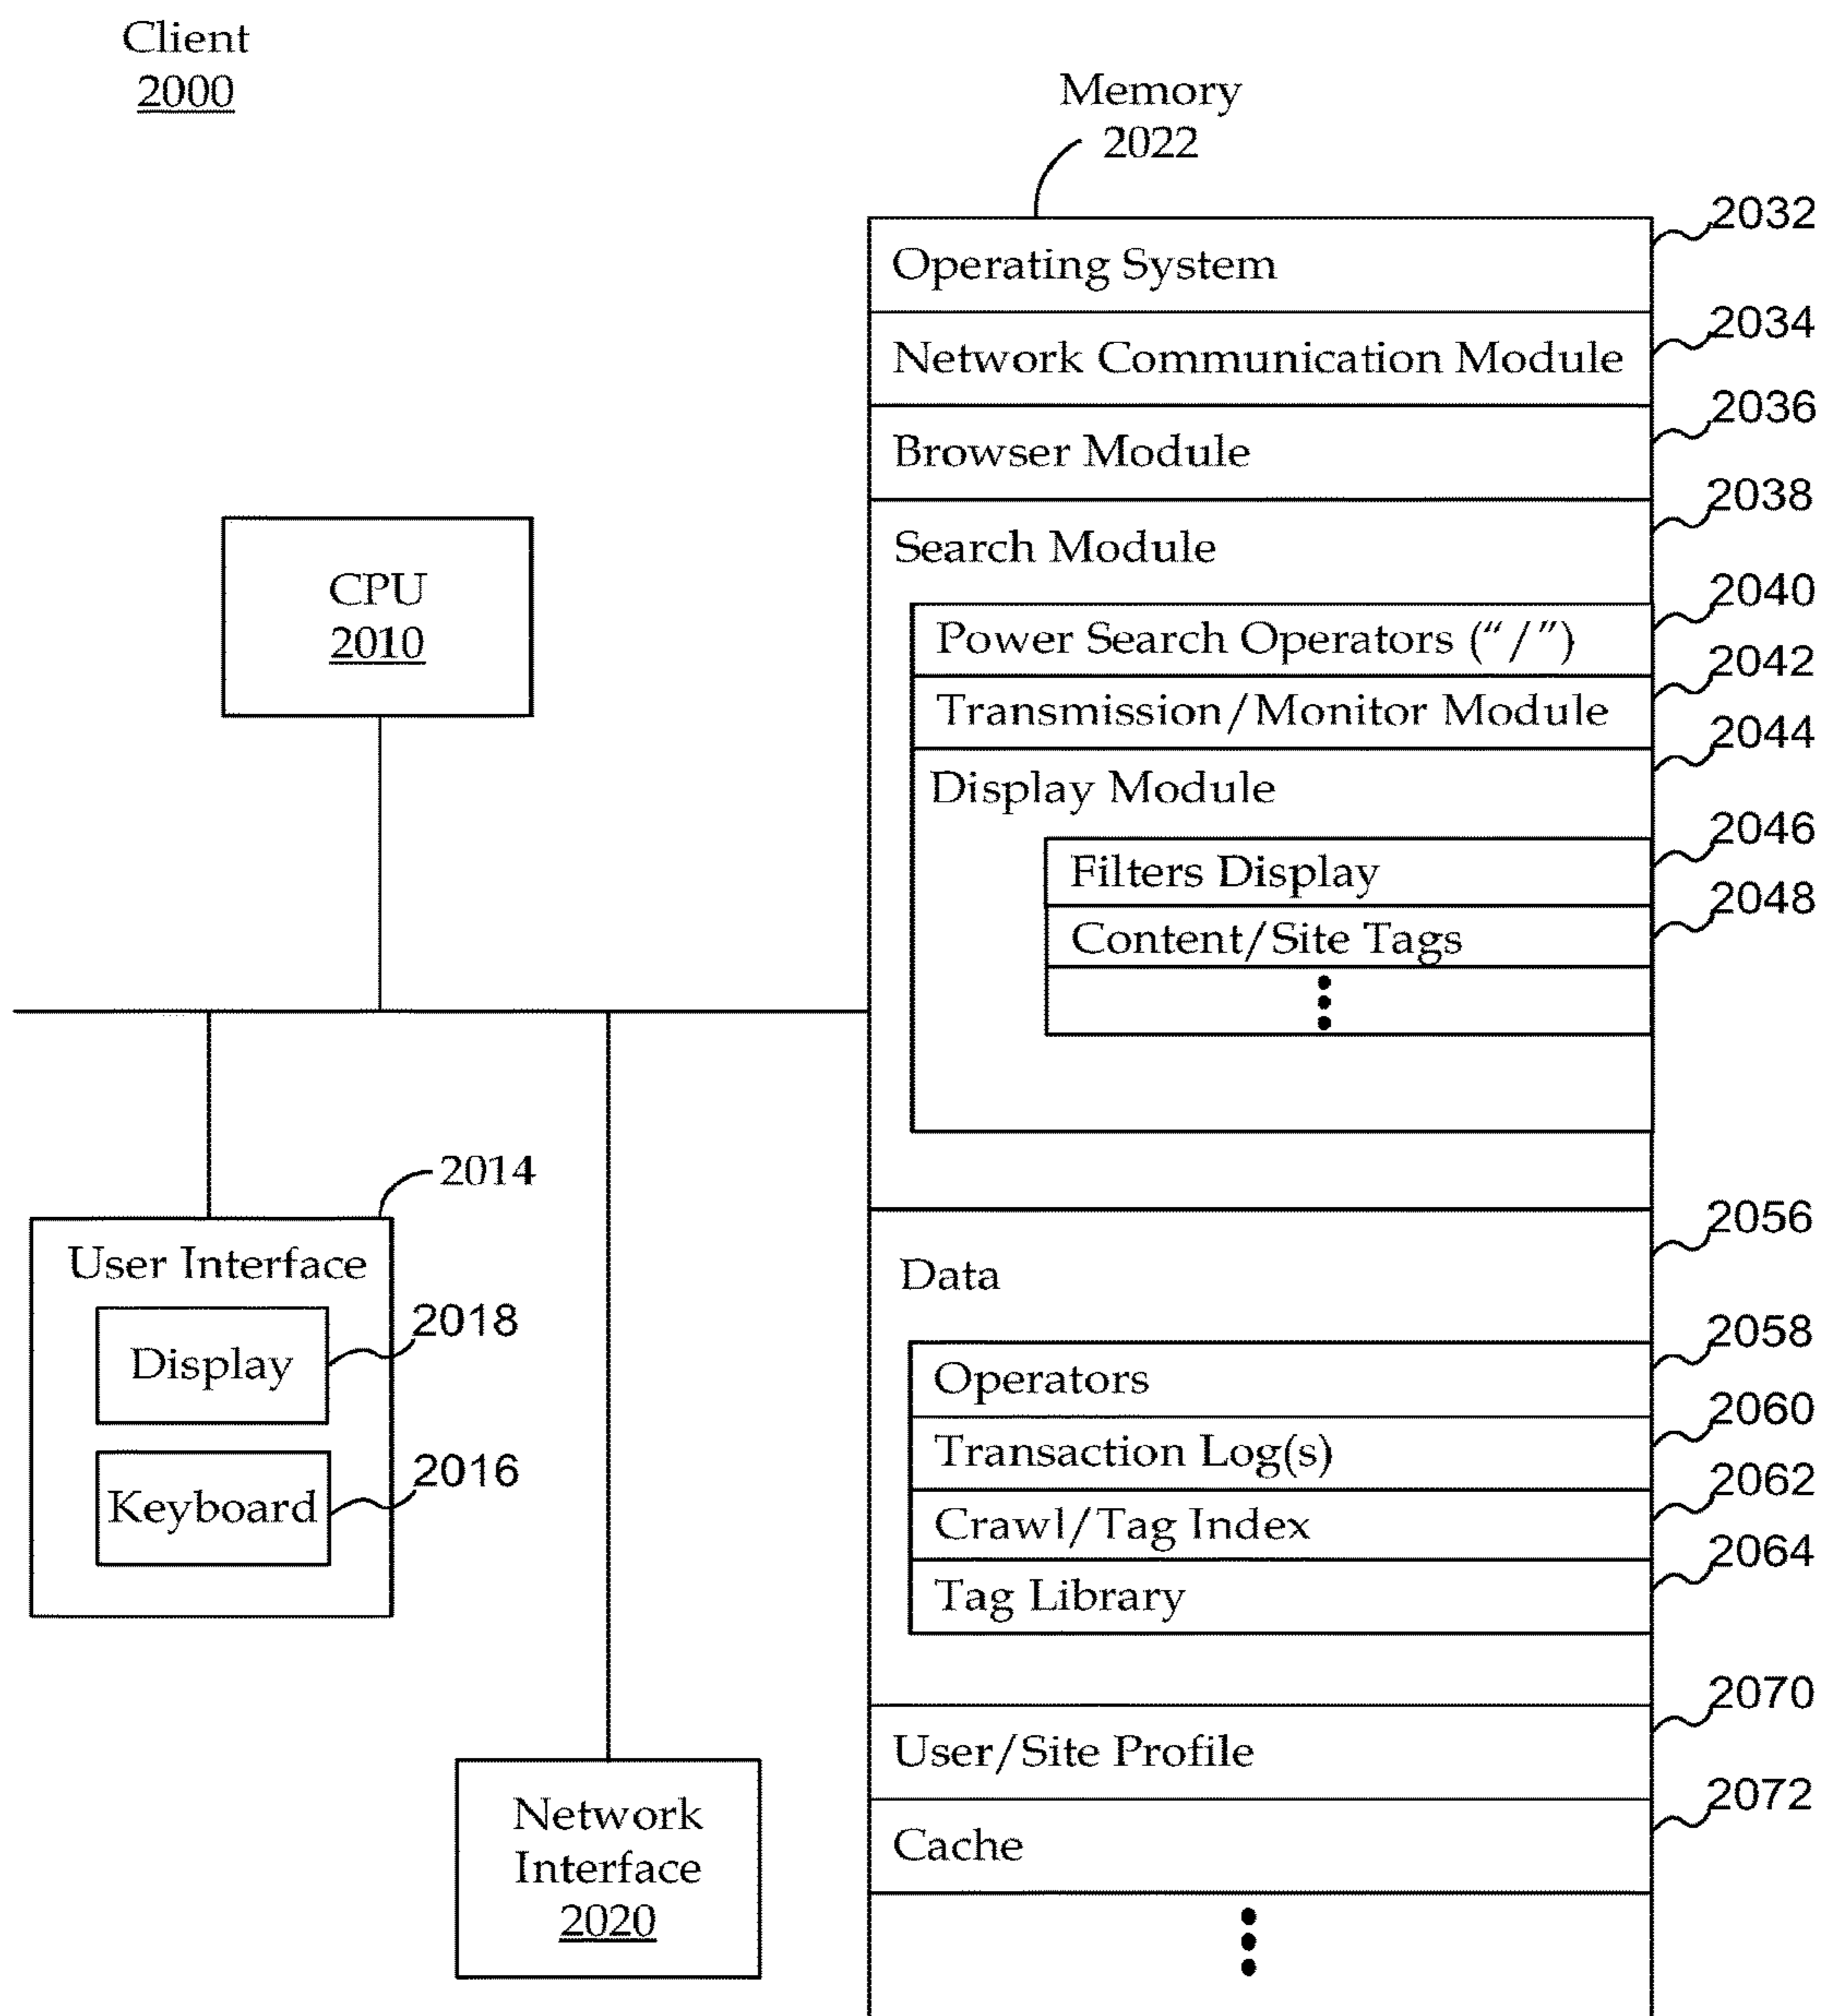 Client
2000
Memory
2022
Operating System
2032
Network Communication Module
2034
Browser Module
2036
Search Module
2038
Power Search Operators (“/”)
2040
Transmission/Monitor Module
2042
Display Module
2044
Filters Display
2046
Content/Site Tags
2048
CPU
2010
2014
User Interface
Display
2018
Keyboard
2016
Network
Interface
2020
Data
2056
Operators
2058
Transaction Log(s)
2060
Crawl/Tag Index
2062
Tag Library
2064
User/Site Profile
2070
Cache
2072